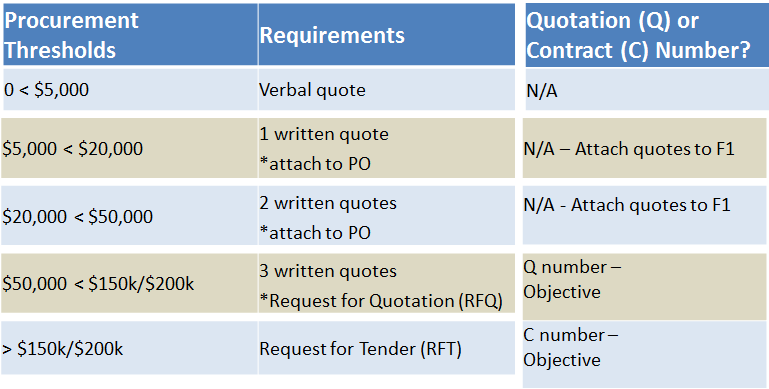 Procurement
Thresholds
Requirements
Quotation (Q) or
Contract (C) Number?
0 < $5,000
Verbal quote
N/A
$5,000 < $20,000
1 written quote
*attach to PO
N/A – Attach quotes to F1
$20,000 < $50,000
2 written quotes
*attach to PO
N/A - Attach quotes to F1
$50,000 < $150k/$200k
3 written quotes
*Request for Quotation (RFQ)
Q number –
Objective
> $150k/$200k
Request for Tender (RFT)
C number –
Objective